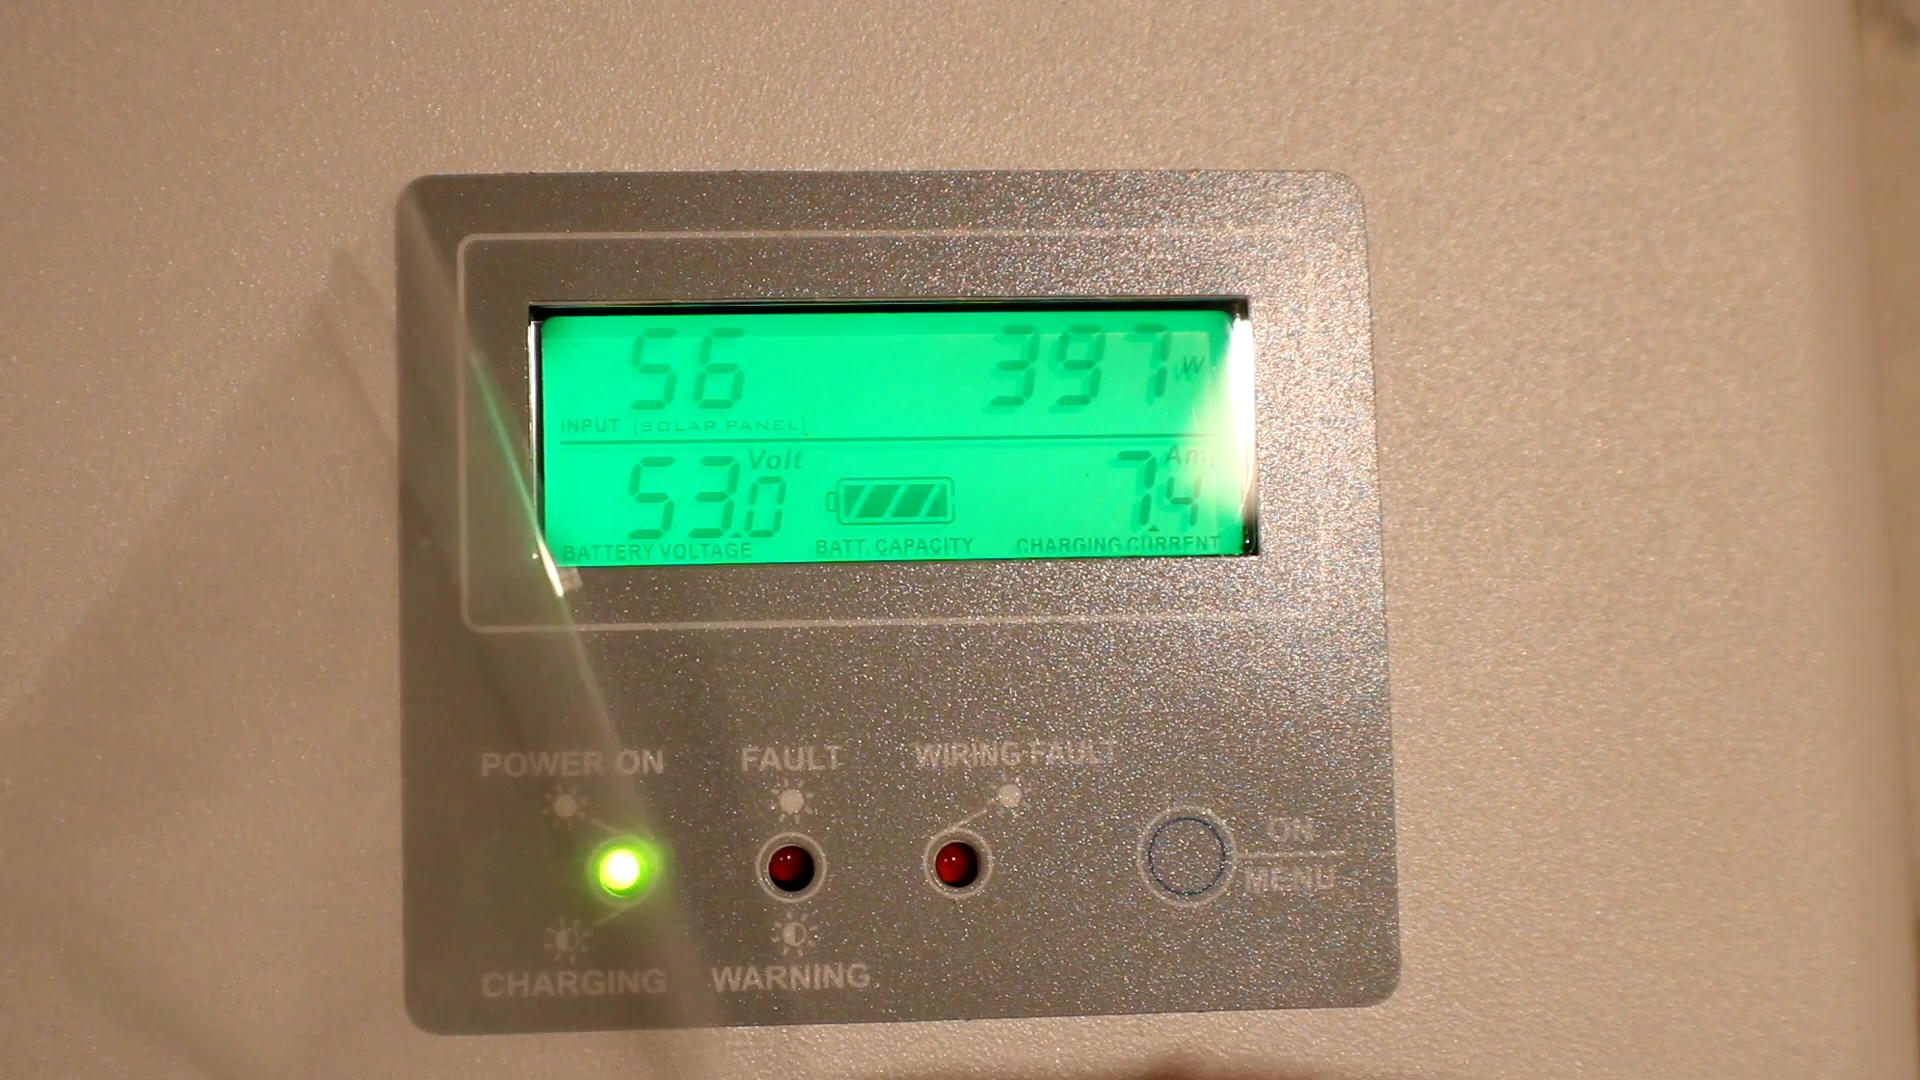 56 397 W
INPUT [SOLAR PANEL]
53.0 Volt 7.4 Amp
BATTERY VOLTAGE BATT. CAPACITY CHARGING CURRENT
POWER ON FAULT WIRING FAULT
ON
MENU
CHARGING WARNING